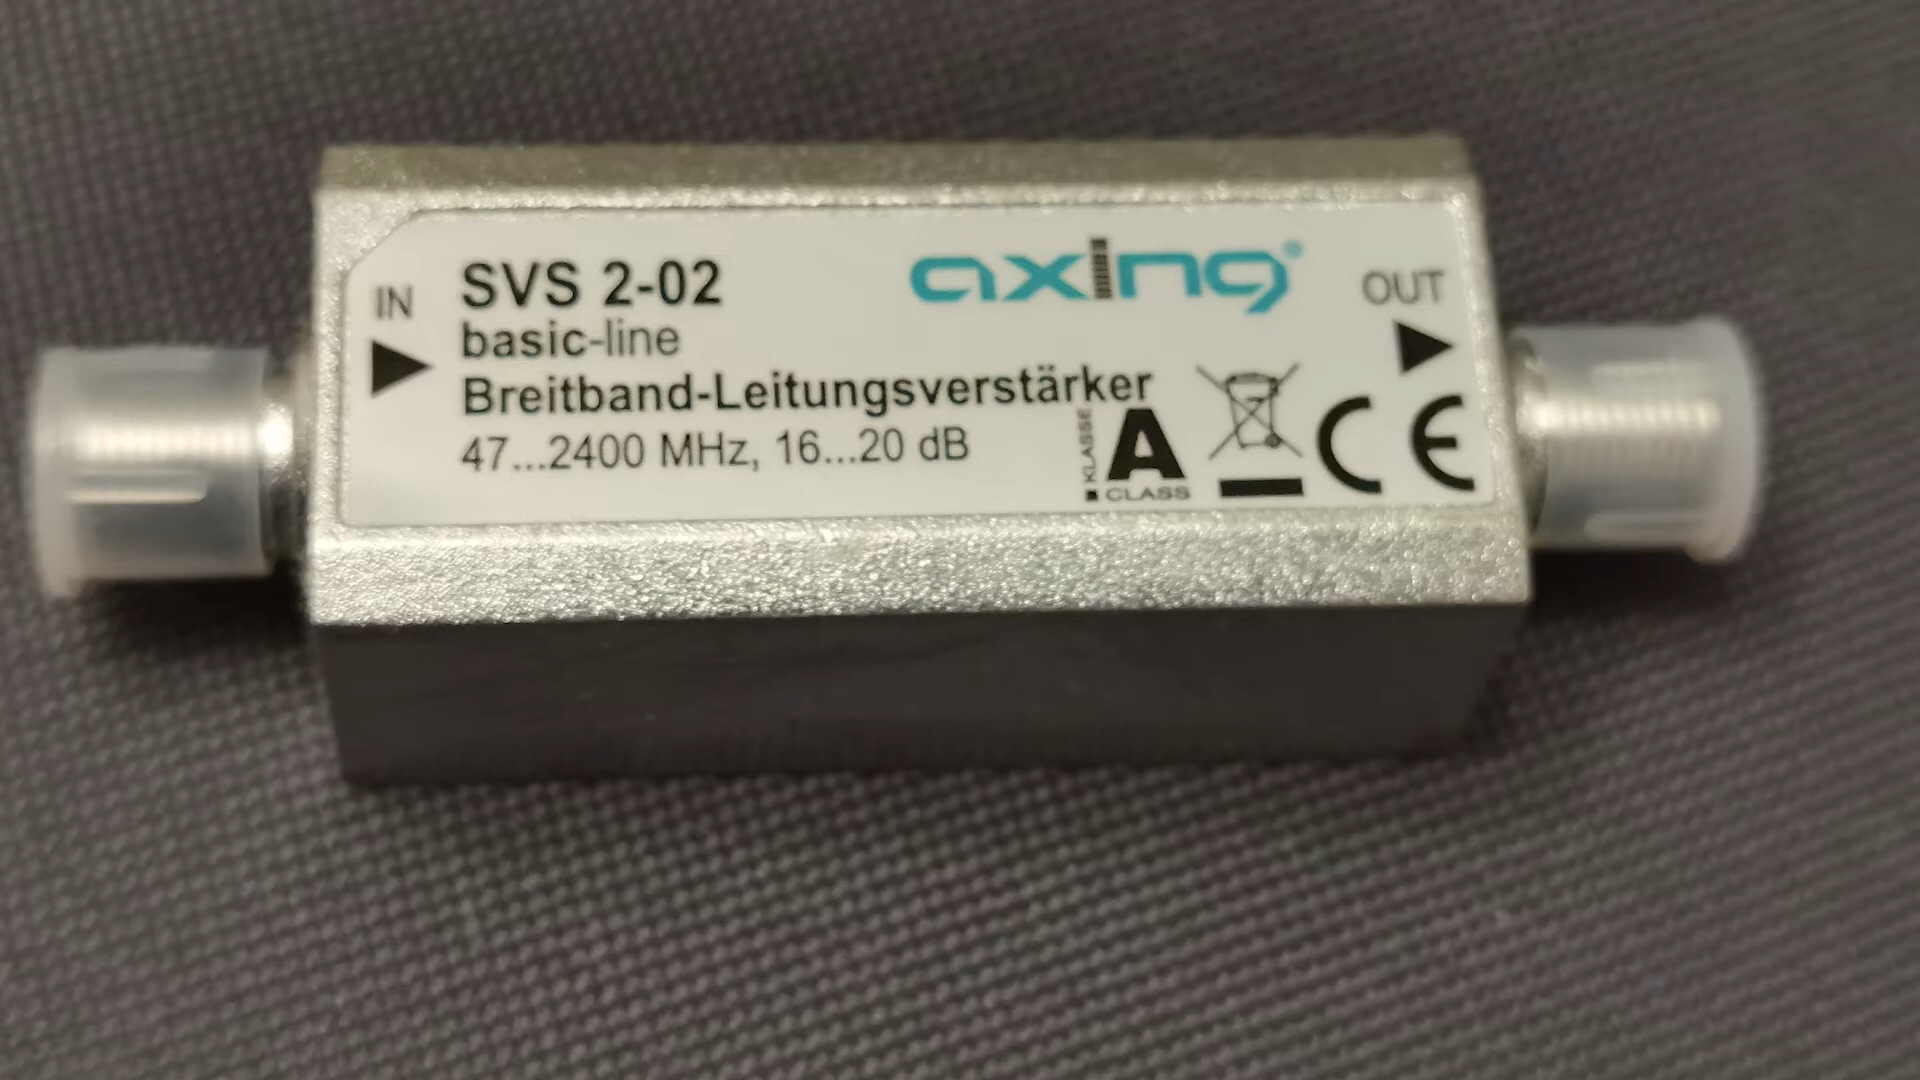 IN
SVS 2-02
axing®
OUT
basic-line
Breitband-Leitungsverstärker
47...2400 MHz, 16...20 dB
KLASSE
A
CLASS
CE